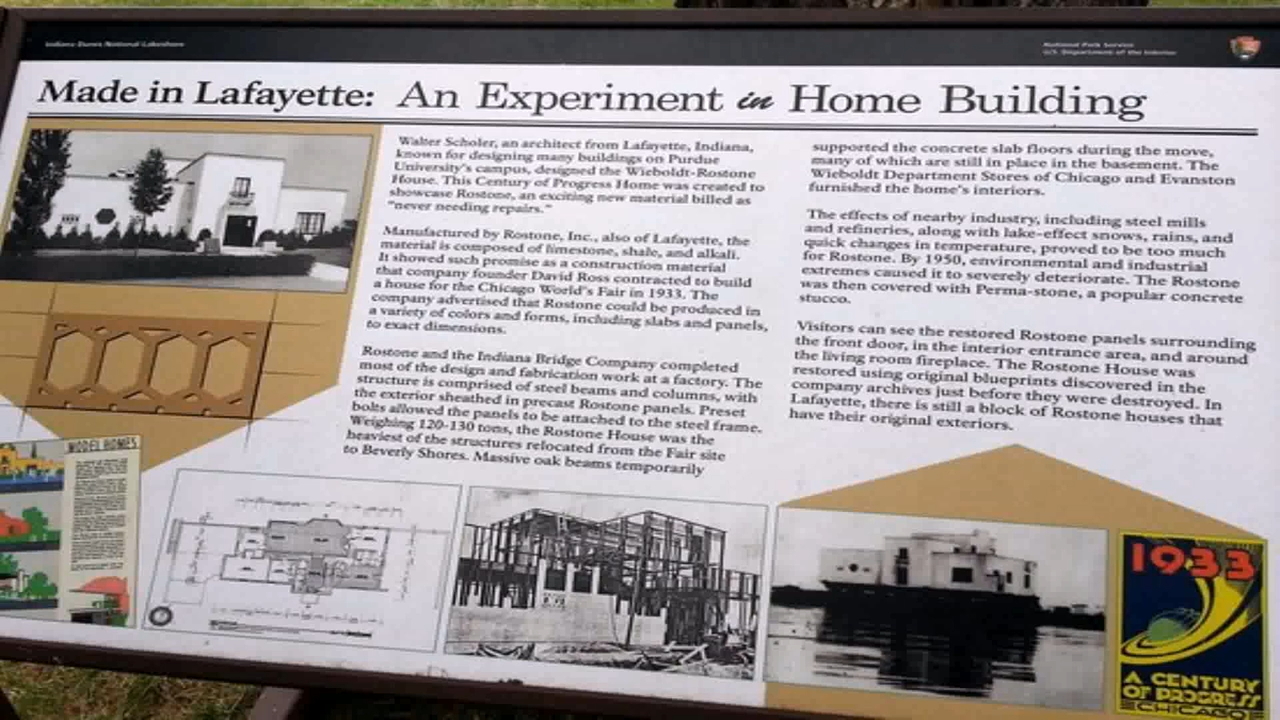 Indiana Dunes National Lakeshore
National Park Service
U.S. Department of the Interior
Made in Lafayette: An Experiment in Home Building
Walter Scholer, an architect from Lafayette, Indiana,
known for designing many buildings on Purdue
University's campus, designed the Wieboldt-Rostone
House. This Century of Progress Home was created to
showcase Rostone, an exciting new material billed as
"never needing repairs."
Manufactured by Rostone, Inc., also of Lafayette, the
material is composed of limestone, shale, and alkali.
It showed such promise as a construction material
that company founder David Ross contracted to build
a house for the Chicago World's Fair in 1933. The
company advertised that Rostone could be produced in
a variety of colors and forms, including slabs and panels,
to exact dimensions.
Rostone and the Indiana Bridge Company completed
most of the design and fabrication work at a factory. The
structure is comprised of steel beams and columns, with
the exterior sheathed in precast Rostone panels. Preset
bolts allowed the panels to be attached to the steel frame.
Weighing 120-130 tons, the Rostone House was the
heaviest of the structures relocated from the Fair site
to Beverly Shores. Massive oak beams temporarily
supported the concrete slab floors during the move,
many of which are still in place in the basement. The
Wieboldt Department Stores of Chicago and Evanston
furnished the home's interiors.
The effects of nearby industry, including steel mills
and refineries, along with lake-effect snows, rains, and
quick changes in temperature, proved to be too much
for Rostone. By 1950, environmental and industrial
extremes caused it to severely deteriorate. The Rostone
was then covered with Perma-stone, a popular concrete
stucco.
Visitors can see the restored Rostone panels surrounding
the front door, in the interior entrance area, and around
the living room fireplace. The Rostone House was
restored using original blueprints discovered in the
company archives just before they were destroyed. In
Lafayette, there is still a block of Rostone houses that
have their original exteriors.
MODEL HOMES
1933
A CENTURY
OF PROGRESS
CHICAGO